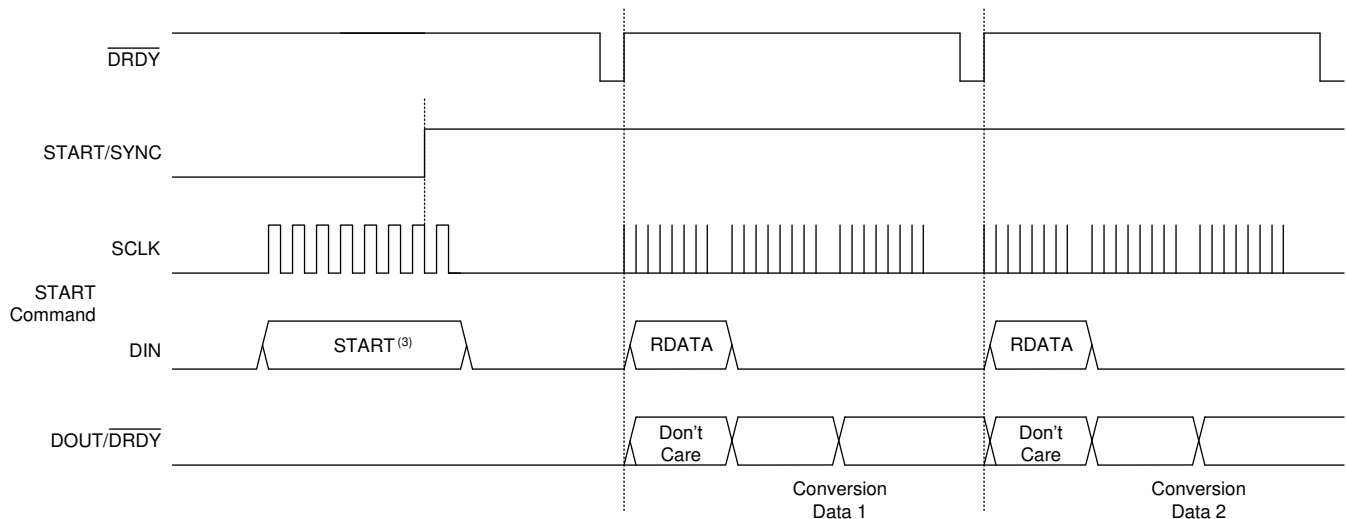 DRDY
START/SYNC
SCLK
START
Command
DIN
START (3)
RDATA
RDATA
DOUT/DRDY
Don't
Care
Don't
Care
Conversion
Data 1
Conversion
Data 2